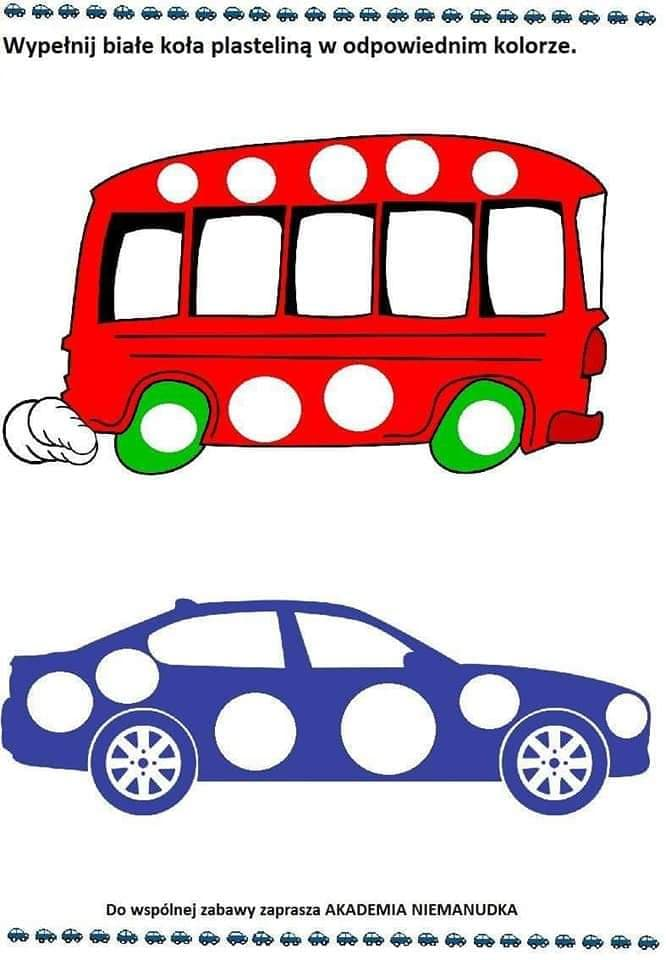 Wypełnij białe koła plasteliną w odpowiednim kolorze.
Do wspólnej zabawy zaprasza AKADEMIA NIEMANUDKA